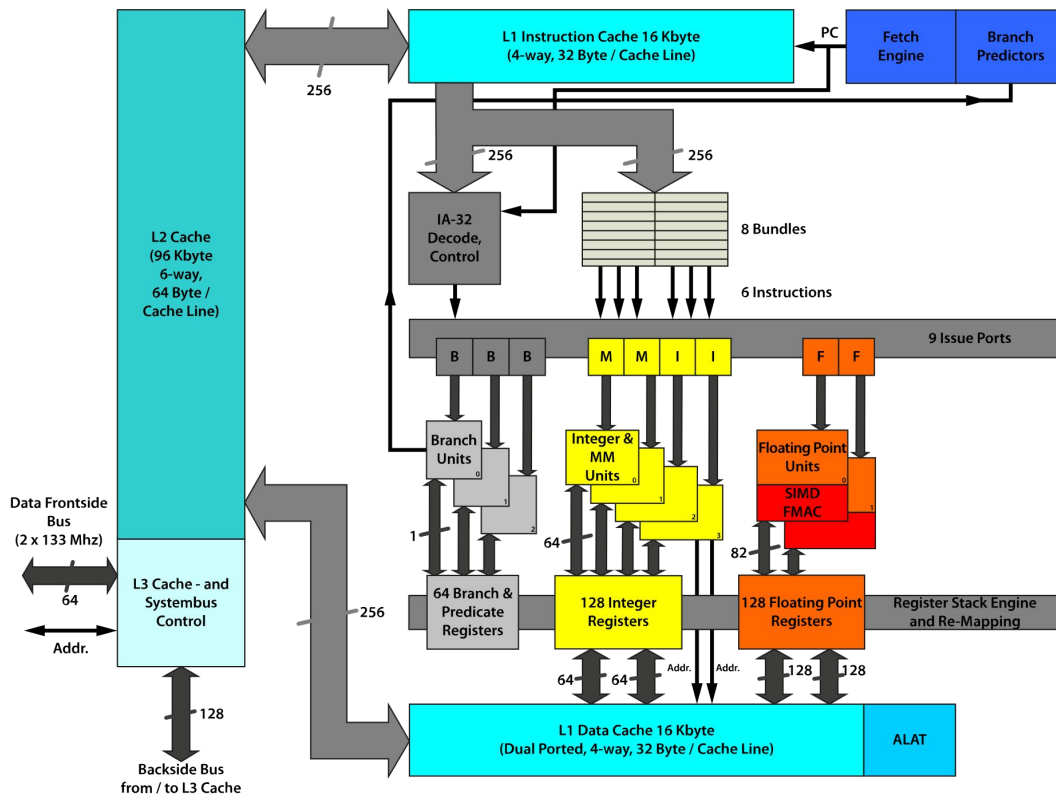 L1 Instruction Cache 16 Kbyte
(4-way, 32 Byte / Cache Line)
PC
Fetch
Engine
Branch
Predictors
256
256
256
L2 Cache
(96 Kbyte
6-way,
64 Byte /
Cache Line)
IA-32
Decode,
Control
8 Bundles
6 Instructions
9 Issue Ports
B
B
B
M
M
I
I
F
F
Branch
Units
0
1
2
Integer &
MM
Units
0
1
2
3
Floating Point
Units
0
SIMD
FMAC
1
Data Frontside
Bus
(2 x 133 Mhz)
64
Addr.
L3 Cache - and
Systembus
Control
256
1
64
82
64 Branch &
Predicate
Registers
128 Integer
Registers
128 Floating Point
Registers
Register Stack Engine
and Re-Mapping
64
64
Addr.
Addr.
128
128
128
L1 Data Cache 16 Kbyte
(Dual Ported, 4-way, 32 Byte / Cache Line)
ALAT
Backside Bus
from / to L3 Cache